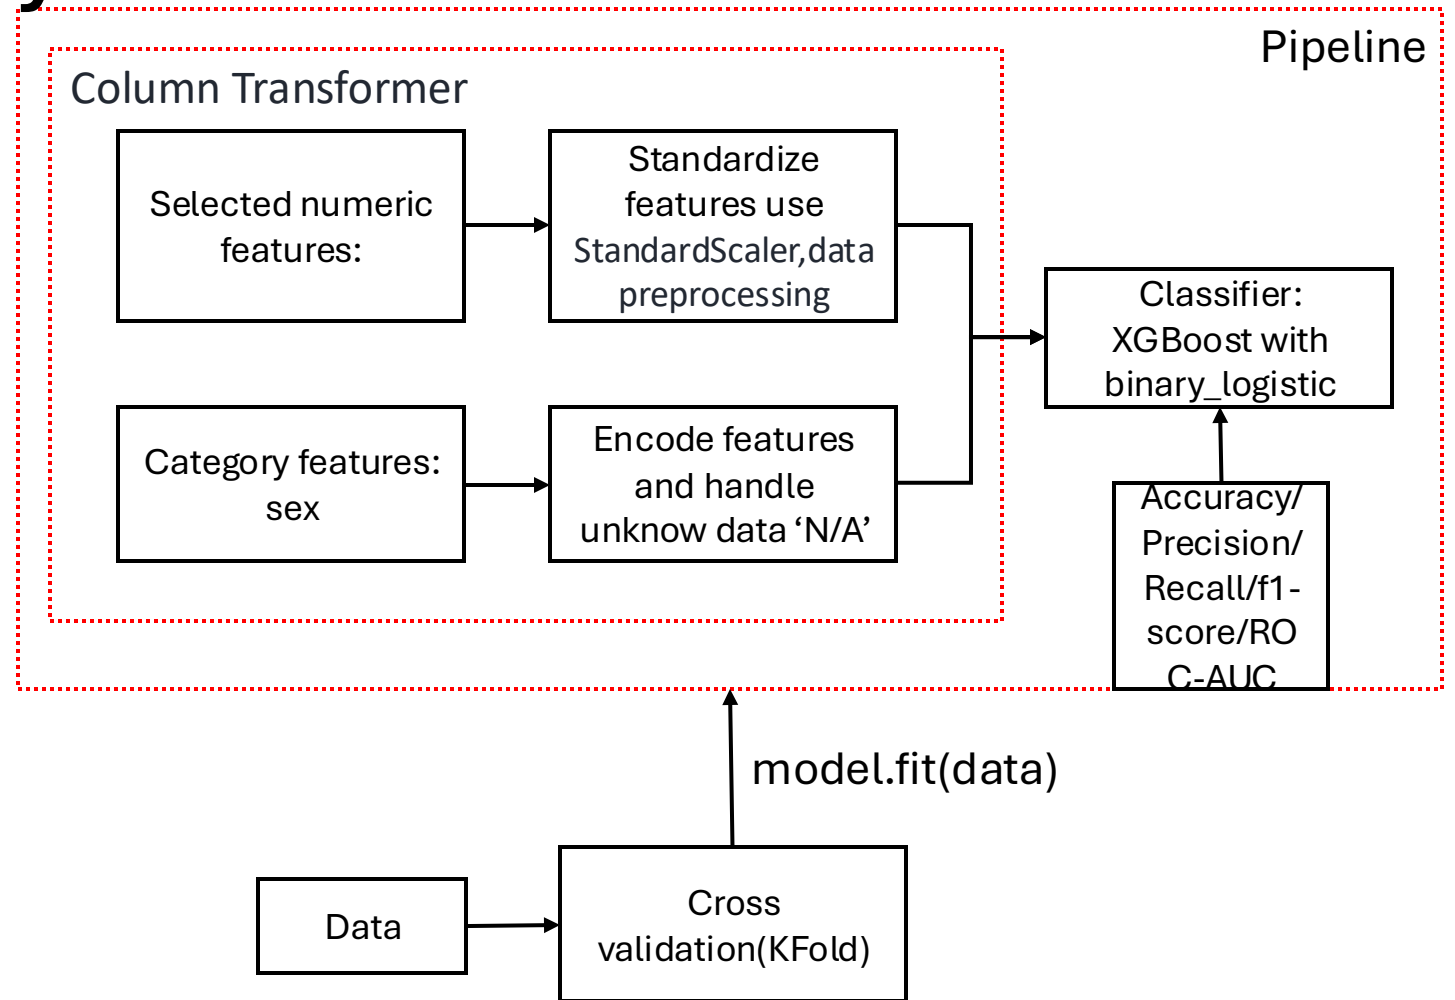 Pipeline
Column Transformer
Selected numeric
features:
Standardize
features use
StandardScaler,data
preprocessing
Classifier:
XGBoost with
binary_logistic
Category features:
sex
Encode features
and handle
unknow data ‘N/A’
Accuracy/
Precision/
Recall/f1-
score/RO
C-AUC
model.fit(data)
Data
Cross
validation(KFold)